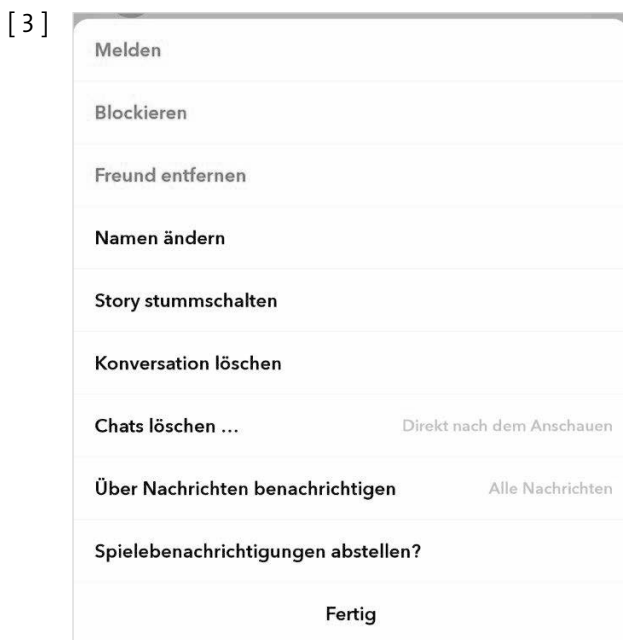 [ 3 ]
Melden
Blockieren
Freund entfernen
Namen ändern
Story stummschalten
Konversation löschen
Chats löschen … Direkt nach dem Anschauen
Über Nachrichten benachrichtigen Alle Nachrichten
Spielebenachrichtigungen abstellen?
Fertig